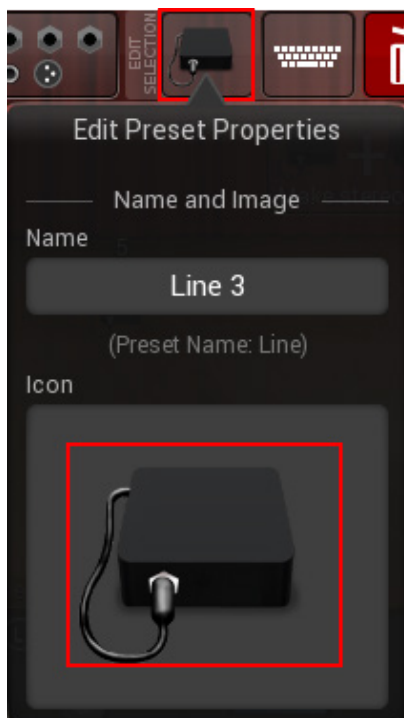 EDIT
SELECTION
Edit Preset Properties
Name and Image
Name
Line 3
(Preset Name: Line)
Icon